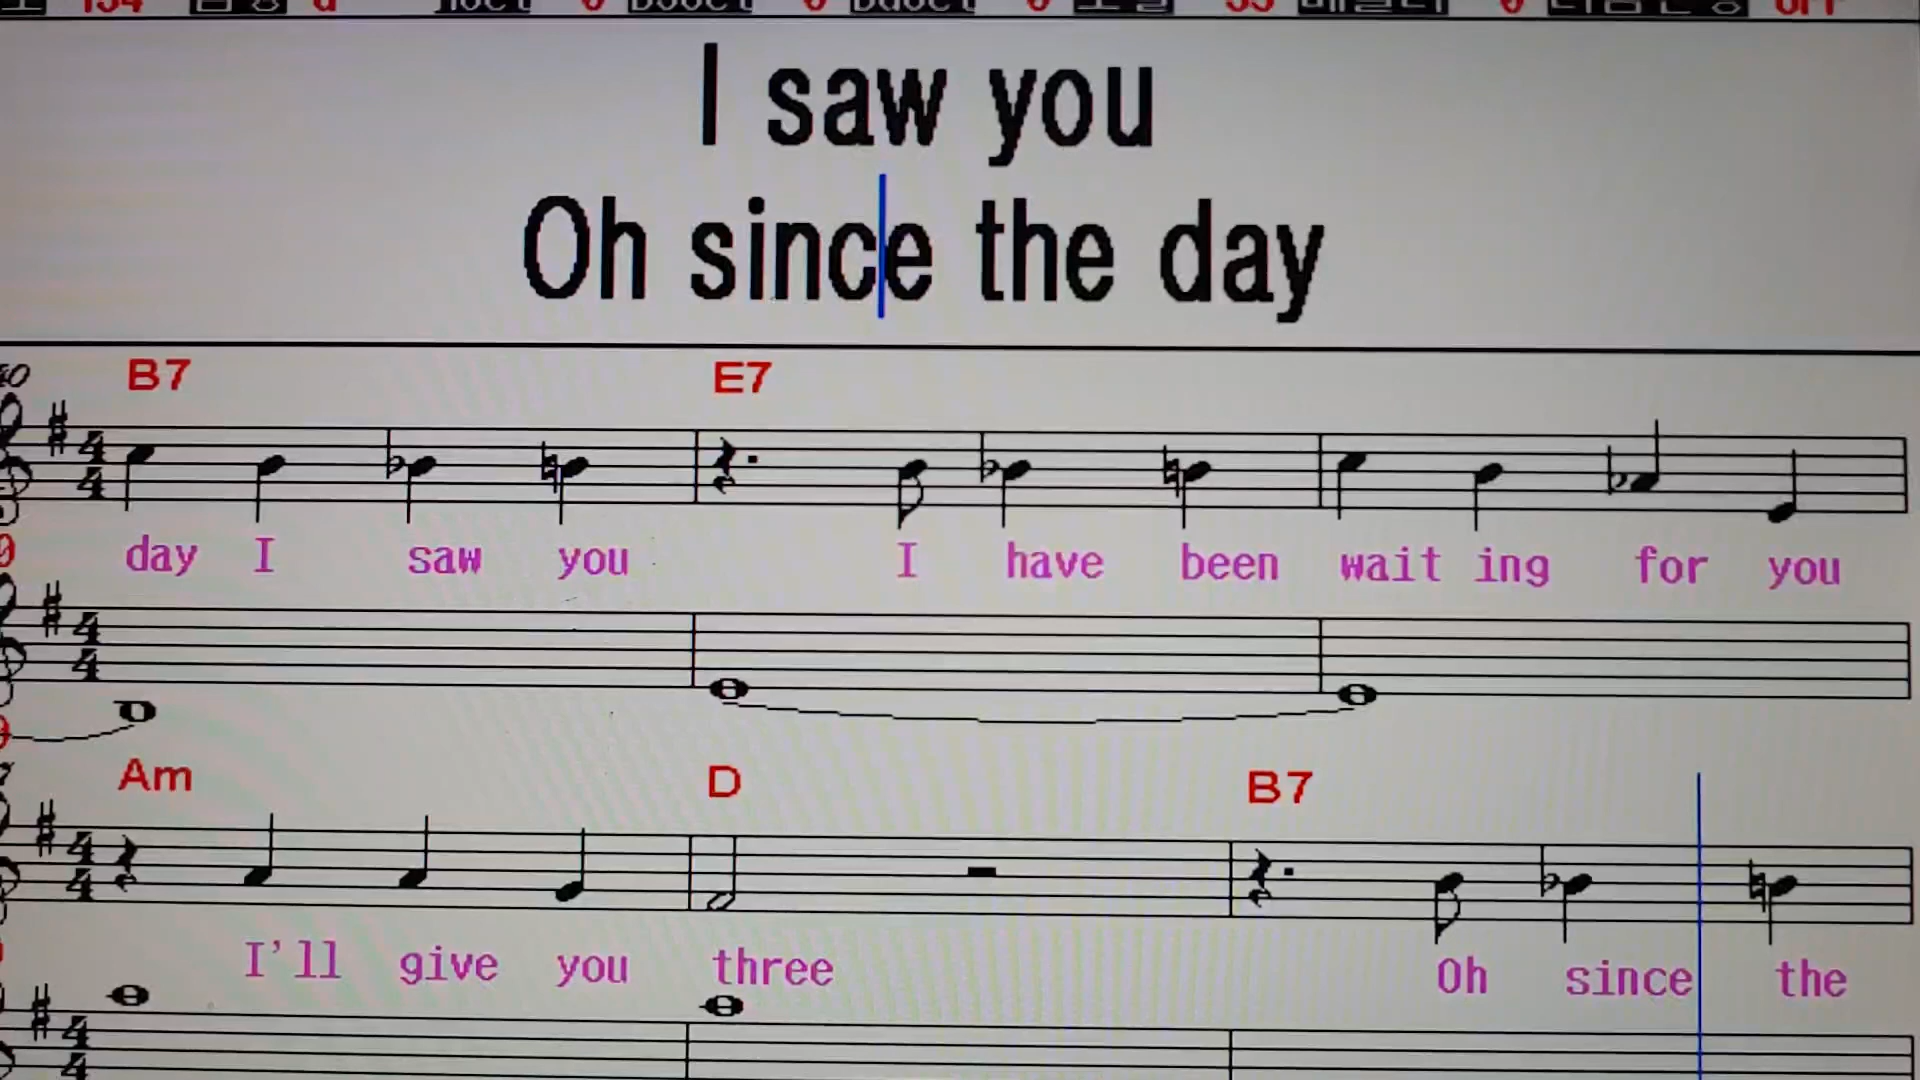 I saw you
Oh since the day
B7 E7
day I saw you I have been wait ing for you
Am D B7
I'll give you three Oh since the